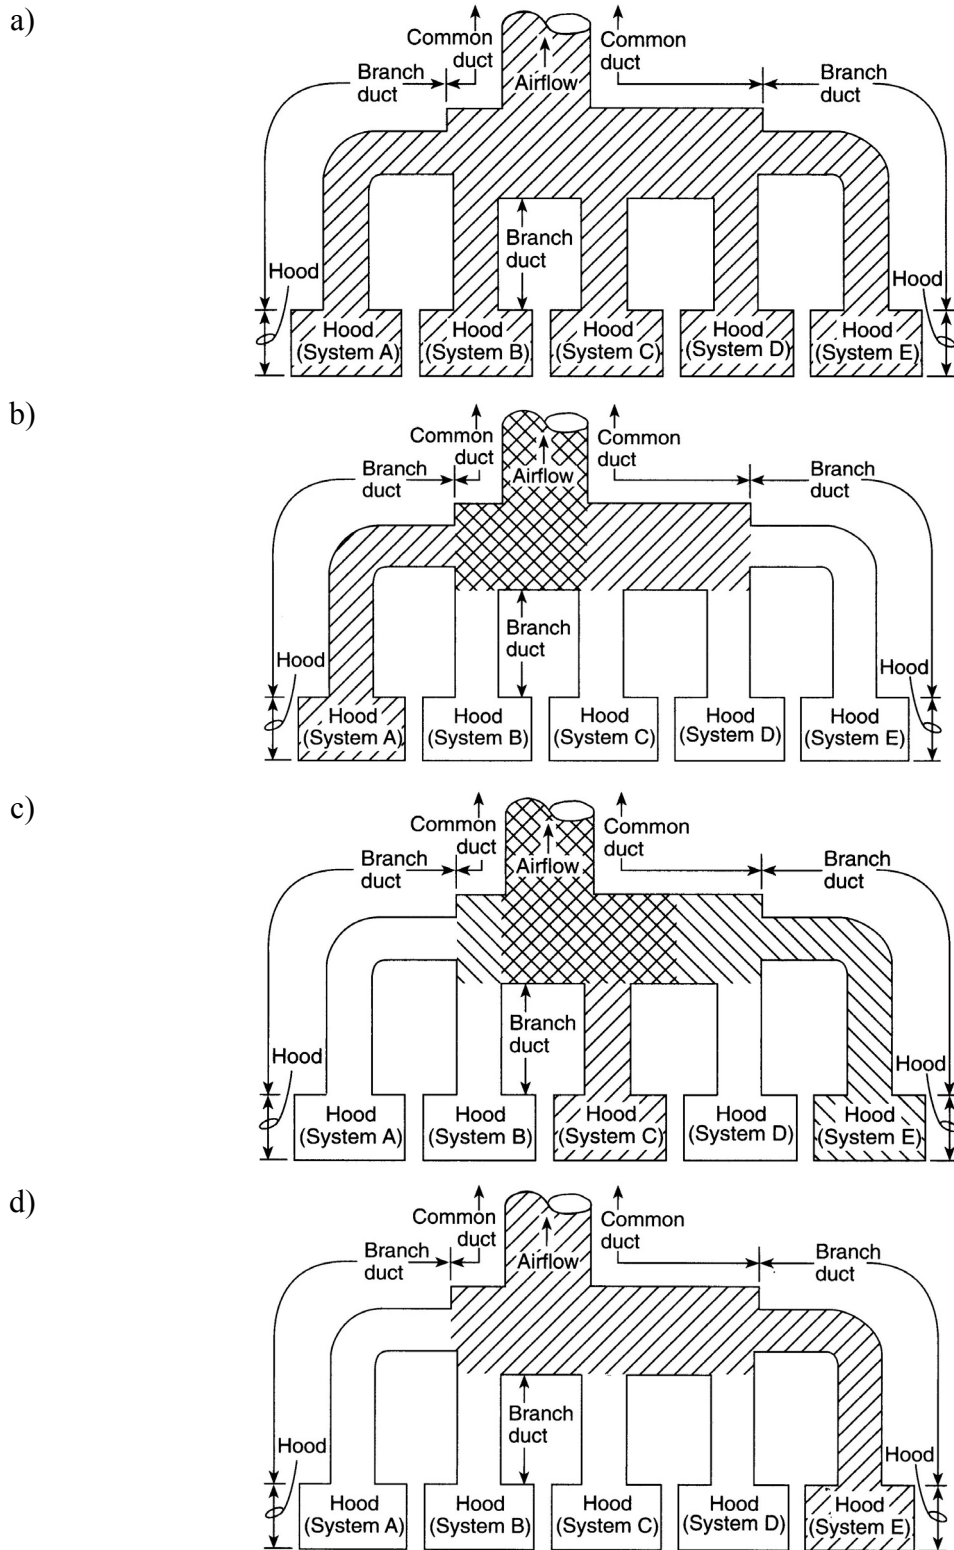 a)
Common
duct
Common
duct
Branch
duct
Airflow
Branch
duct
Branch
duct
Hood
Hood
Hood
(System A)
Hood
(System B)
Hood
(System C)
Hood
(System D)
Hood
(System E)
b)
Common
duct
Common
duct
Branch
duct
Airflow
Branch
duct
Branch
duct
Hood
Hood
Hood
(System A)
Hood
(System B)
Hood
(System C)
Hood
(System D)
Hood
(System E)
c)
Common
duct
Common
duct
Branch
duct
Airflow
Branch
duct
Branch
duct
Hood
Hood
Hood
(System A)
Hood
(System B)
Hood
(System C)
Hood
(System D)
Hood
(System E)
d)
Common
duct
Common
duct
Branch
duct
Airflow
Branch
duct
Branch
duct
Hood
Hood
Hood
(System A)
Hood
(System B)
Hood
(System C)
Hood
(System D)
Hood
(System E)